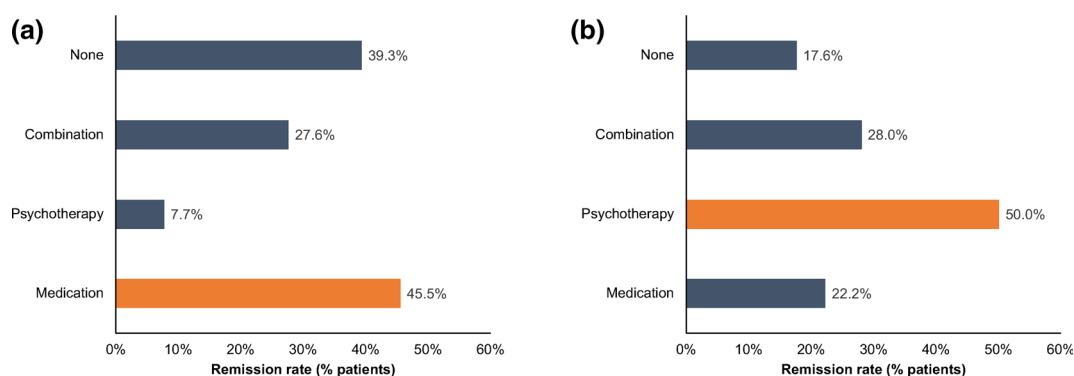 (a)
None
39.3%
Combination
27.6%
Psychotherapy
7.7%
Medication
45.5%
0% 10% 20% 30% 40% 50% 60%
Remission rate (% patients)
(b)
None
17.6%
Combination
28.0%
Psychotherapy
50.0%
Medication
22.2%
0% 10% 20% 30% 40% 50% 60%
Remission rate (% patients)